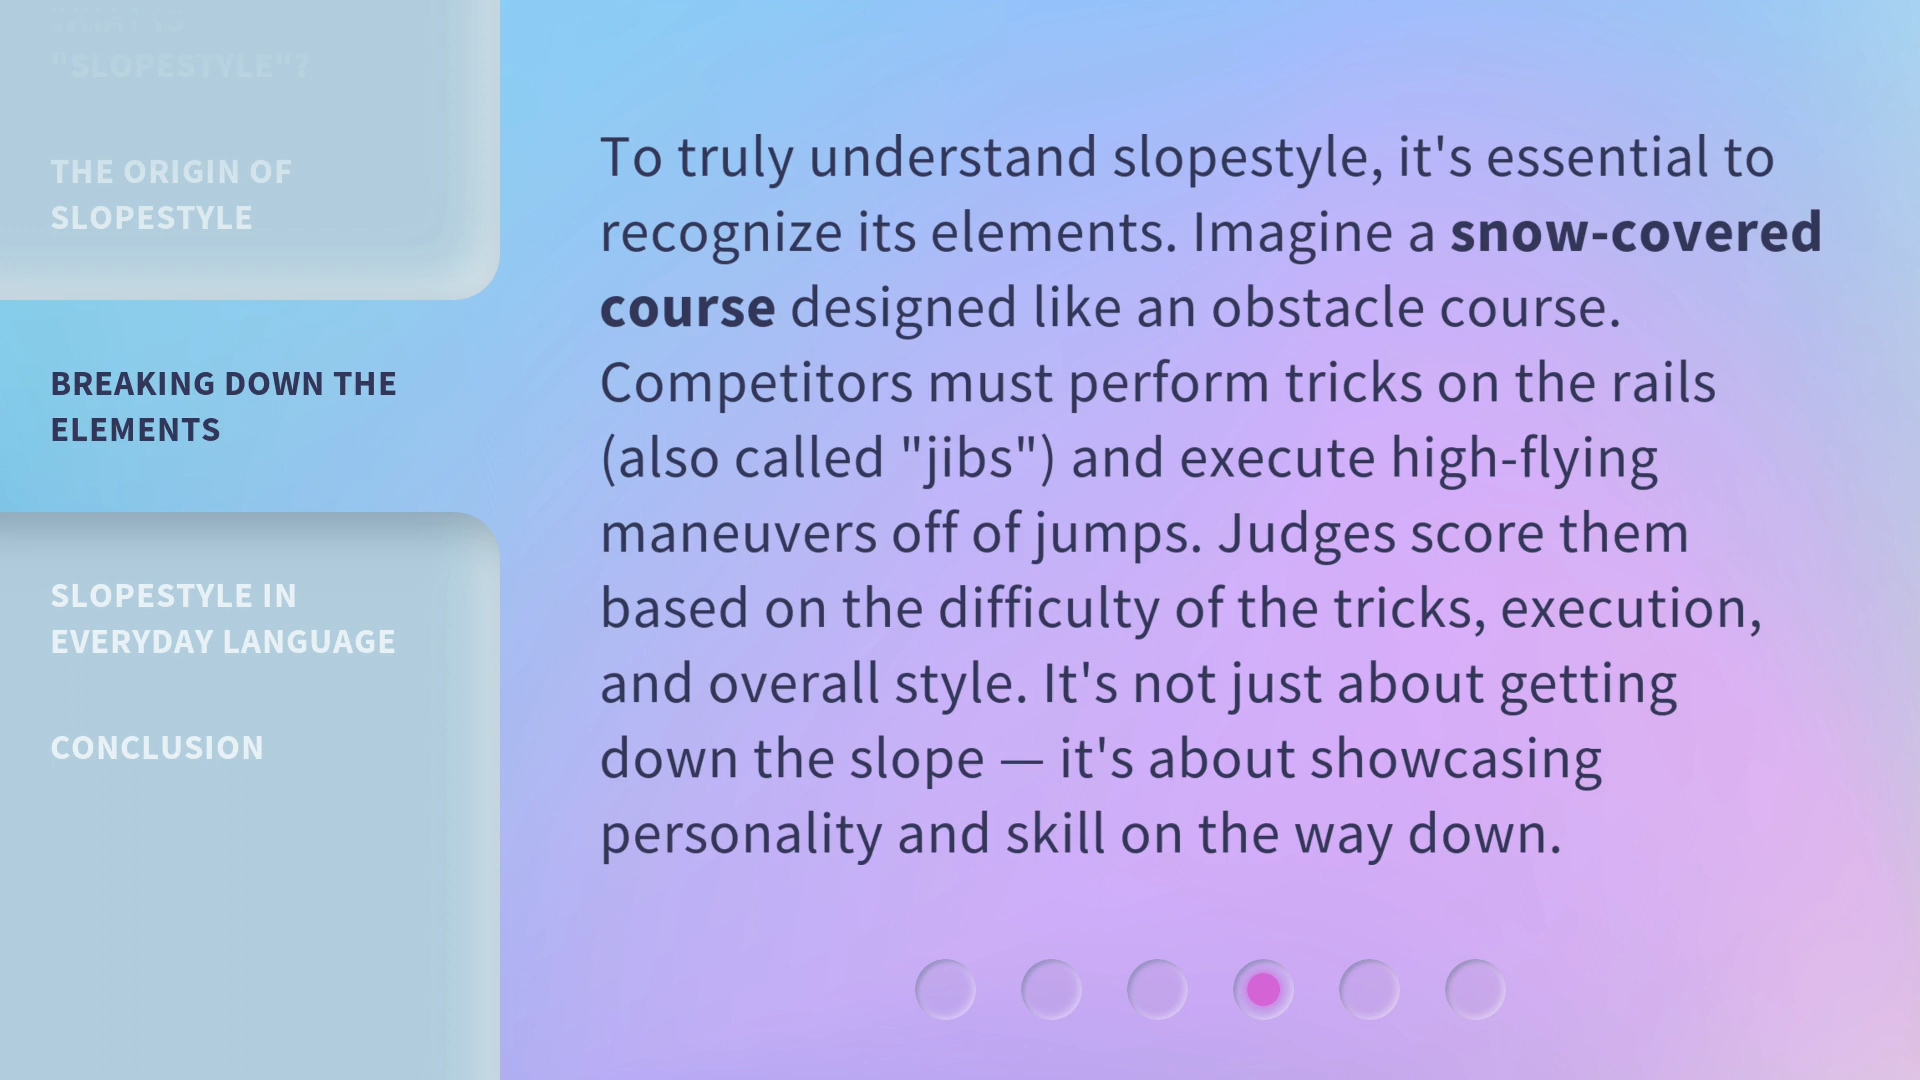 WHAT IS
"SLOPESTYLE"?
THE ORIGIN OF
SLOPESTYLE
BREAKING DOWN THE
ELEMENTS
SLOPESTYLE IN
EVERYDAY LANGUAGE
CONCLUSION
To truly understand slopestyle, it's essential to
recognize its elements. Imagine a snow-covered
course designed like an obstacle course.
Competitors must perform tricks on the rails
(also called "jibs") and execute high-flying
maneuvers off of jumps. Judges score them
based on the difficulty of the tricks, execution,
and overall style. It's not just about getting
down the slope — it's about showcasing
personality and skill on the way down.